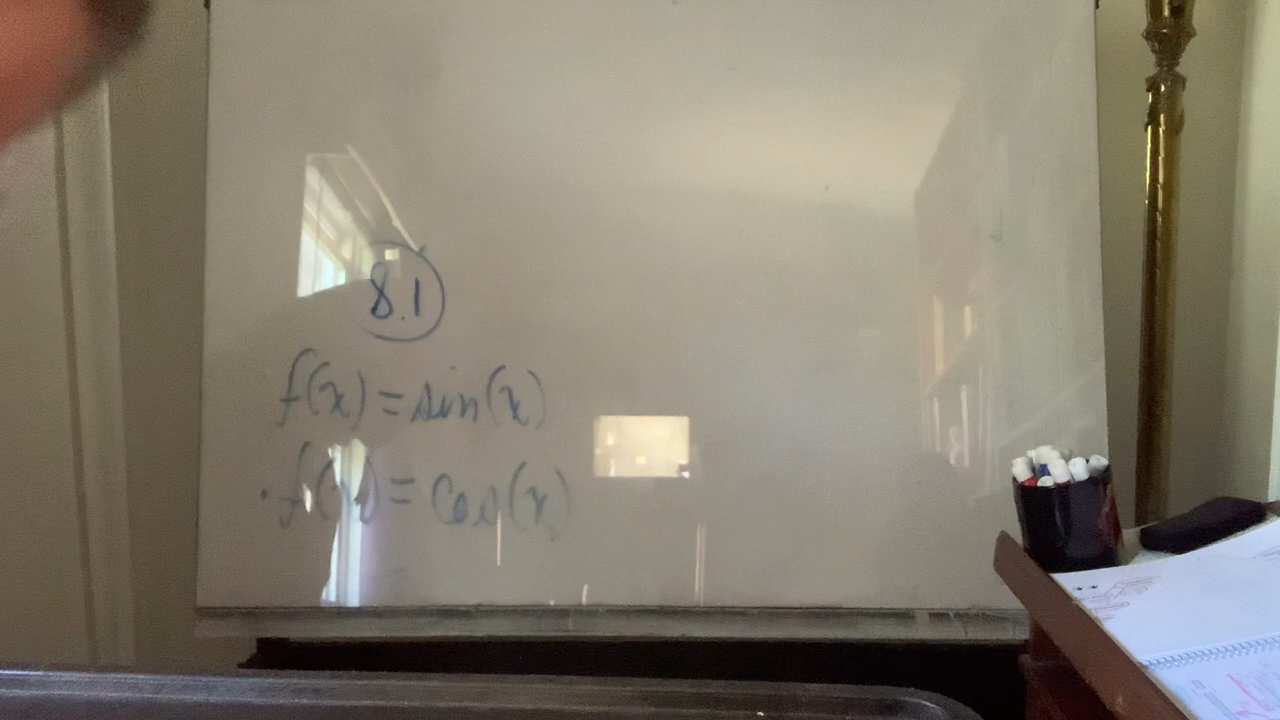 8.1
f(x) = sin(x)
f(x) = cos(x)